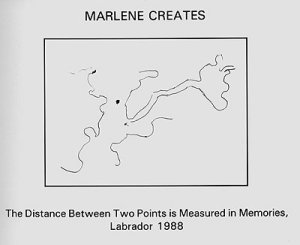 MARLENE CREATES
The Distance Between Two Points is Measured in Memories,
Labrador 1988